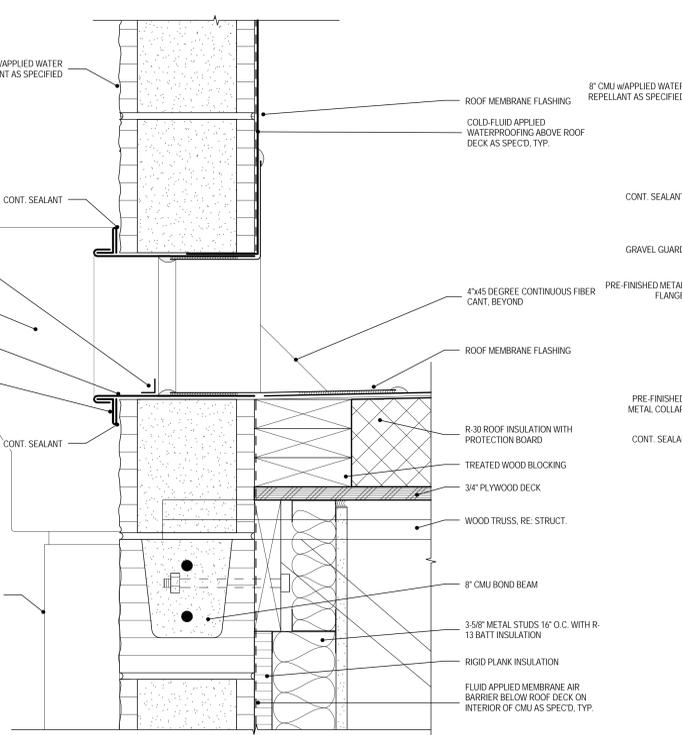 W/APPLIED WATER
NT AS SPECIFIED
CONT. SEALANT
CONT. SEALANT
ROOF MEMBRANE FLASHING
COLD-FLUID APPLIED
WATERPROOFING ABOVE ROOF
DECK AS SPEC'D, TYP.
4"x45 DEGREE CONTINUOUS FIBER
CANT, BEYOND
ROOF MEMBRANE FLASHING
R-30 ROOF INSULATION WITH
PROTECTION BOARD
TREATED WOOD BLOCKING
3/4" PLYWOOD DECK
WOOD TRUSS, RE: STRUCT.
8" CMU BOND BEAM
3-5/8" METAL STUDS 16" O.C. WITH R-
13 BATT INSULATION
RIGID PLANK INSULATION
FLUID APPLIED MEMBRANE AIR
BARRIER BELOW ROOF DECK ON
INTERIOR OF CMU AS SPEC'D, TYP.
8" CMU w/APPLIED WATER
REPELLANT AS SPECIFIED
CONT. SEALANT
GRAVEL GUARD
PRE-FINISHED METAL
FLANGE
PRE-FINISHED
METAL COLLAR
CONT. SEALA